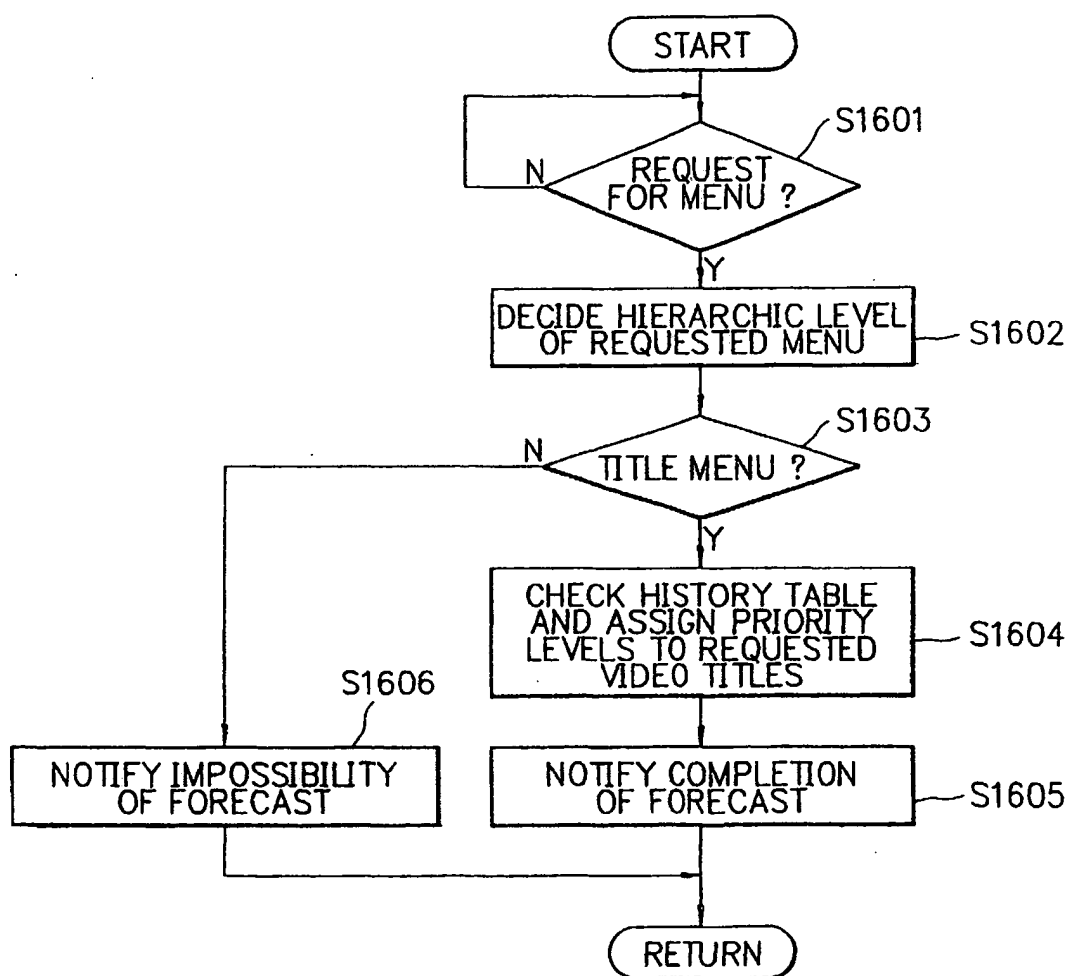 START
S1601
REQUEST
FOR MENU ?
N
Y
DECIDE HIERARCHIC LEVEL
OF REQUESTED MENU
S1602
S1603
N
TITLE MENU ?
Y
CHECK HISTORY TABLE
AND ASSIGN PRIORITY
LEVELS TO REQUESTED
VIDEO TITLES
S1604
S1606
NOTIFY IMPOSSIBILITY
OF FORECAST
NOTIFY COMPLETION
OF FORECAST
S1605
RETURN